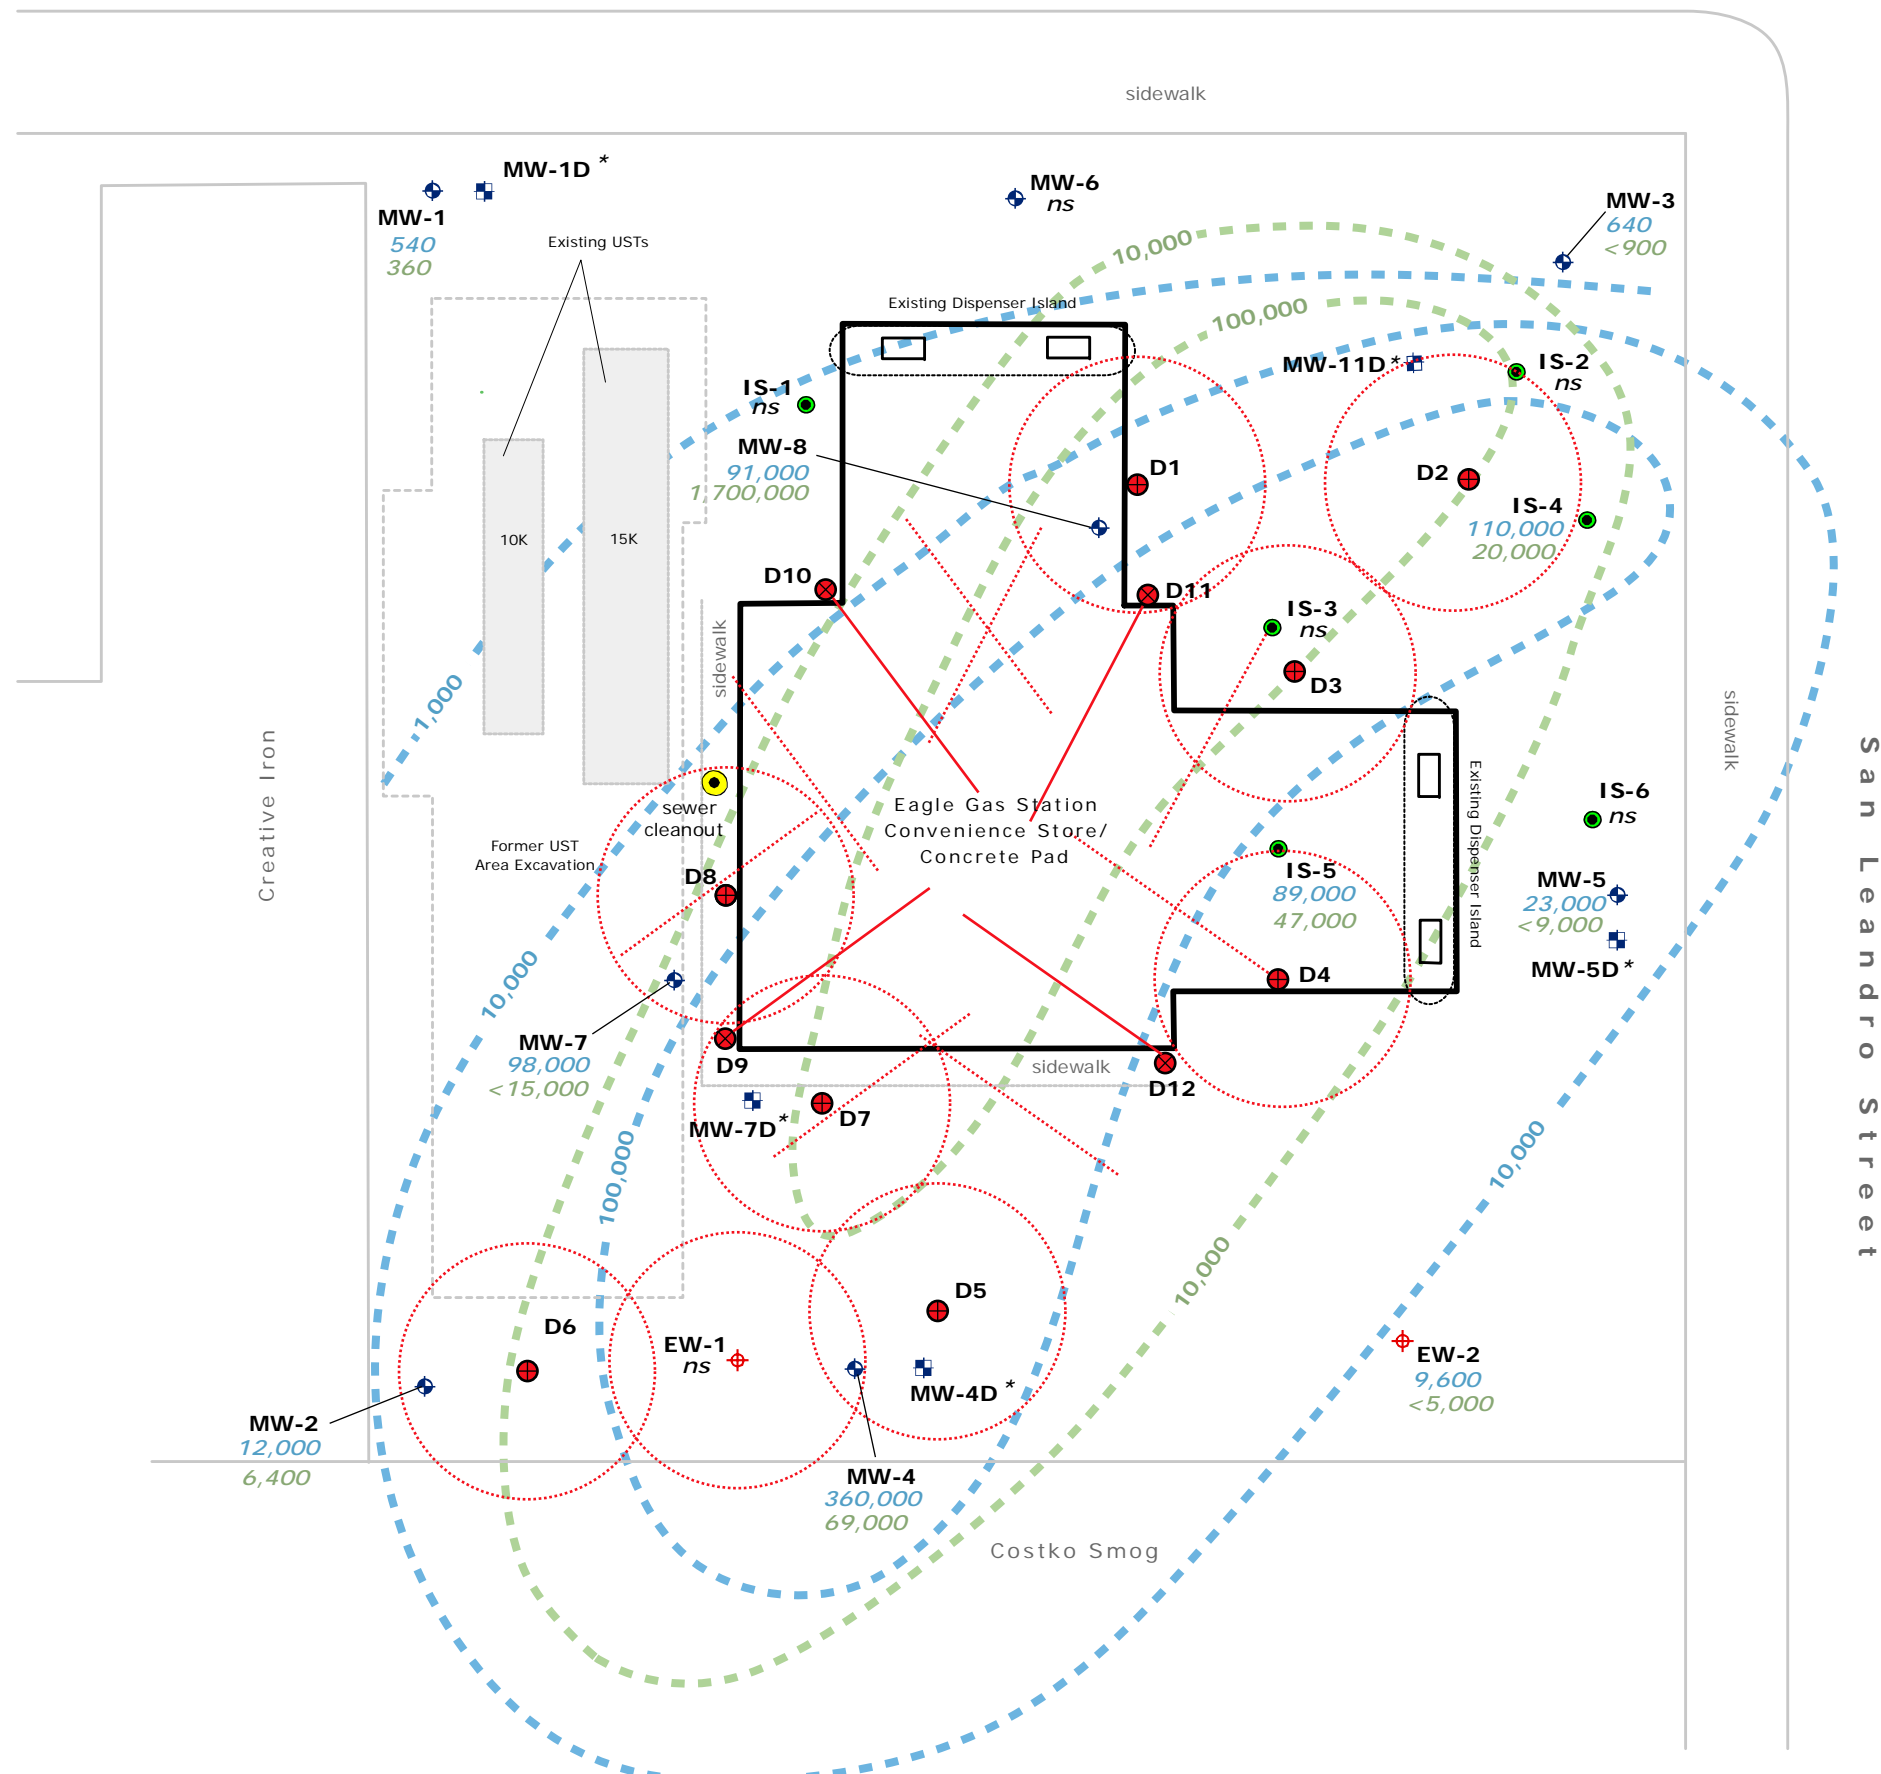 sidewalk
MW-1D *
MW-6
ns
MW-3
640
<900
MW-1
540
360
Existing USTs
10,000
Existing Dispenser Island
100,000
MW-11D *
IS-2
ns
IS-1
ns
MW-8
91,000
1,700,000
D1
D2
IS-4
110,000
20,000
10K
15K
D10
D11
IS-3
ns
D3
sidewalk
1,000
sidewalk
San Leandro Street
Creative Iron
sewer
cleanout
Eagle Gas Station
Convenience Store/
Concrete Pad
Existing Dispenser Island
IS-6
ns
Former UST
Area Excavation
D8
IS-5
89,000
47,000
MW-5
23,000
<9,000
MW-5D *
10,000
D4
MW-7
98,000
<15,000
D9
sidewalk
D12
MW-7D *
D7
100,000
10,000
10,000
D5
D6
EW-1
ns
MW-4D *
EW-2
9,600
<5,000
MW-2
12,000
6,400
MW-4
360,000
69,000
Costko Smog